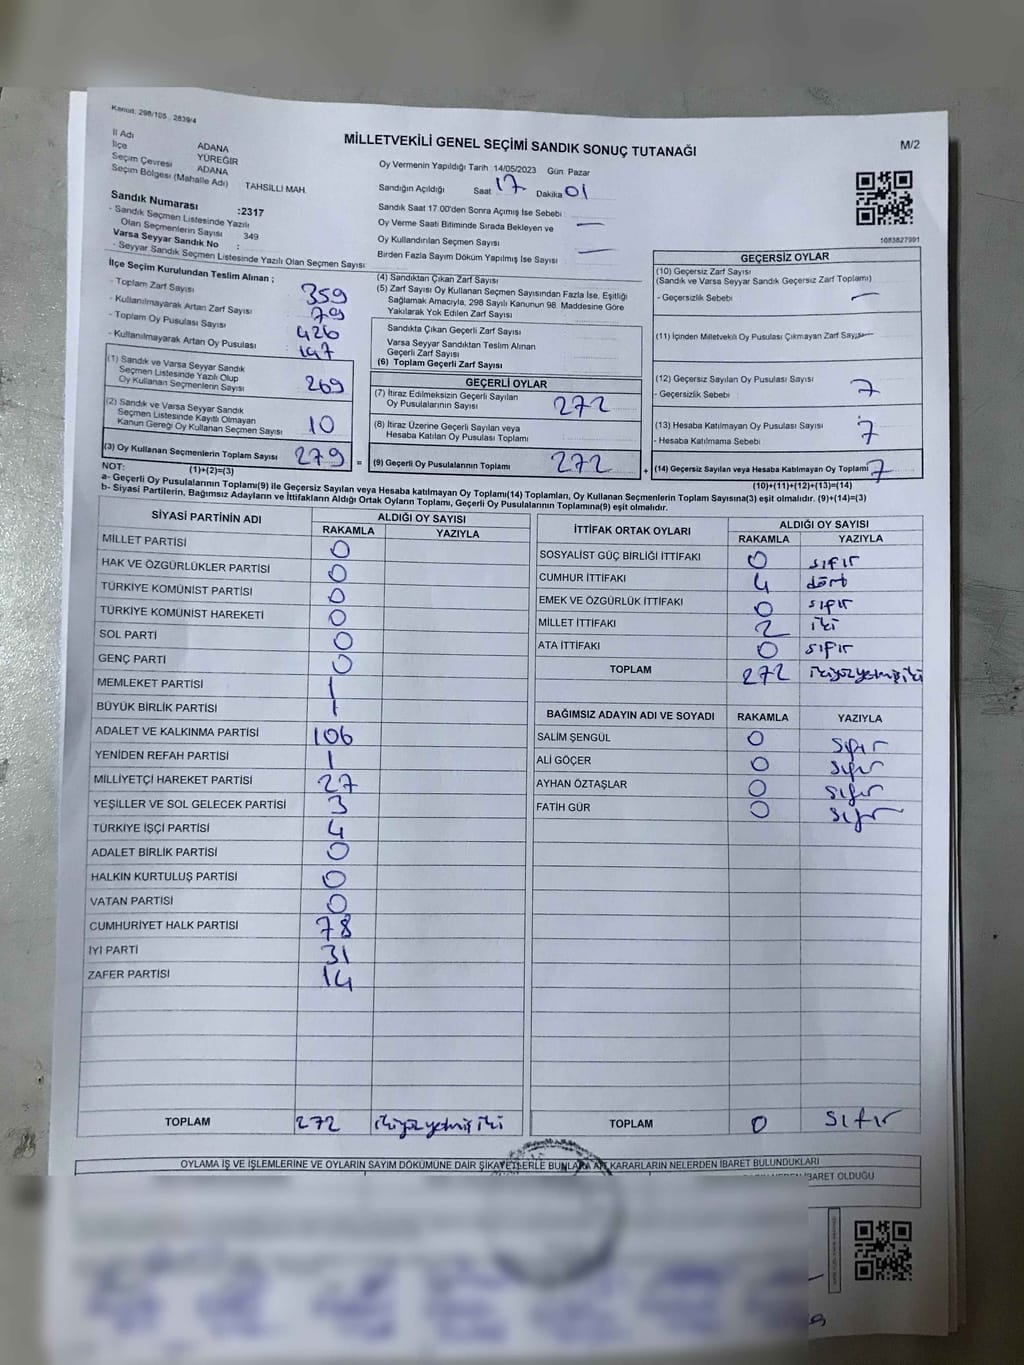 Kanun: 298/105 , 2839/4
MİLLETVEKİLİ GENEL SEÇİMİ SANDIK SONUÇ TUTANAĞI
M/2
İl Adı ADANA
İlçe YÜREĞİR
Seçim Çevresi ADANA
Seçim Bölgesi (Mahalle Adı) TAHSİLLİ MAH.
Sandık Numarası :2317
- Sandık Seçmen Listesinde Yazılı
Olan Seçmenlerin Sayısı : 349
Varsa Seyyar Sandık No :
- Seyyar Sandık Seçmen Listesinde Yazılı Olan Seçmen Sayısı:
Oy Vermenin Yapıldığı Tarih 14/05/2023 Gün Pazar
Sandığın Açıldığı Saat 17 Dakika 01
Sandık Saat 17:00'den Sonra Açımış İse Sebebi
Oy Verme Saati Bitiminde Sırada Bekleyen ve —
Oy Kullandırılan Seçmen Sayısı
Birden Fazla Sayım Döküm Yapılmış İse Sayısı —
1083827991
İlçe Seçim Kurulundan Teslim Alınan ;
- Toplam Zarf Sayısı 359
- Kullanılmayarak Artan Zarf Sayısı 79
- Toplam Oy Pusulası Sayısı 426
- Kullanılmayarak Artan Oy Pusulası 147
(1) Sandık ve Varsa Seyyar Sandık
Seçmen Listesinde Yazılı Olup
Oy Kullanan Seçmenlerin Sayısı 269
(2) Sandık ve Varsa Seyyar Sandık
Seçmen Listesinde Kayıtlı Olmayan
Kanun Gereği Oy Kullanan Seçmen Sayısı 10
(3) Oy Kullanan Seçmenlerin Toplam Sayısı 279 =
(4) Sandıktan Çıkan Zarf Sayısı
(5) Zarf Sayısı Oy Kullanan Seçmen Sayısından Fazla İse, Eşitliği
Sağlamak Amacıyla, 298 Sayılı Kanunun 98. Maddesine Göre
Yakılarak Yok Edilen Zarf Sayısı
Sandıkta Çıkan Geçerli Zarf Sayısı
Varsa Seyyar Sandıktan Teslim Alınan
Geçerli Zarf Sayısı
(6) Toplam Geçerli Zarf Sayısı
GEÇERLİ OYLAR
(7) İtiraz Edilmeksizin Geçerli Sayılan
Oy Pusulalarının Sayısı 272
(8) İtiraz Üzerine Geçerli Sayılan veya
Hesaba Katılan Oy Pusulası Toplamı
(9) Geçerli Oy Pusulalarının Toplamı 272 +
GEÇERSİZ OYLAR
(10) Geçersiz Zarf Sayısı
(Sandık ve Varsa Seyyar Sandık Geçersiz Zarf Toplamı)
- Geçersizlik Sebebi —
(11) İçinden Milletvekili Oy Pusulası Çıkmayan Zarf Sayısı —
(12) Geçersiz Sayılan Oy Pusulası Sayısı 7
- Geçersizlik Sebebi
(13) Hesaba Katılmayan Oy Pusulası Sayısı 7
- Hesaba Katılmama Sebebi
(14) Geçersiz Sayılan veya Hesaba Katılmayan Oy Toplamı 7
NOT: (1)+(2)=(3)
(10)+(11)+(12)+(13)=(14)
a- Geçerli Oy Pusulalarının Toplamı(9) ile Geçersiz Sayılan veya Hesaba katılmayan Oy Toplamı(14) Toplamları, Oy Kullanan Seçmenlerin Toplam Sayısına(3) eşit olmalıdır. (9)+(14)=(3)
b- Siyasi Partilerin, Bağımsız Adayların ve İttifakların Aldığı Ortak Oyların Toplamı, Geçerli Oy Pusulalarının Toplamına(9) eşit olmalıdır.
SİYASİ PARTİNİN ADI ALDIĞI OY SAYISI
RAKAMLA YAZIYLA
MİLLET PARTİSİ 0
HAK VE ÖZGÜRLÜKLER PARTİSİ 0
TÜRKİYE KOMÜNİST PARTİSİ 0
TÜRKİYE KOMÜNİST HAREKETİ 0
SOL PARTİ 0
GENÇ PARTİ 0
MEMLEKET PARTİSİ 1
BÜYÜK BİRLİK PARTİSİ 1
ADALET VE KALKINMA PARTİSİ 106
YENİDEN REFAH PARTİSİ 1
MİLLİYETÇİ HAREKET PARTİSİ 27
YEŞİLLER VE SOL GELECEK PARTİSİ 3
TÜRKİYE İŞÇİ PARTİSİ 4
ADALET BİRLİK PARTİSİ 0
HALKIN KURTULUŞ PARTİSİ 0
VATAN PARTİSİ 0
CUMHURİYET HALK PARTİSİ 78
İYİ PARTİ 31
ZAFER PARTİSİ 14
TOPLAM 272 ikiyüzyetmiş iki
İTTİFAK ORTAK OYLARI ALDIĞI OY SAYISI
RAKAMLA YAZIYLA
SOSYALİST GÜÇ BİRLİĞİ İTTİFAKI 0 sıfır
CUMHUR İTTİFAKI 4 dört
EMEK VE ÖZGÜRLÜK İTTİFAKI 0 sıfır
MİLLET İTTİFAKI 2 iki
ATA İTTİFAKI 0 sıfır
TOPLAM 272 ikiyüzyetmiş iki
BAĞIMSIZ ADAYIN ADI VE SOYADI RAKAMLA YAZIYLA
SALİM ŞENGÜL 0 sıfır
ALİ GÖÇER 0 sıfır
AYHAN ÖZTAŞLAR 0 sıfır
FATİH GÜR 0 sıfır
TOPLAM 0 sıfır
OYLAMA İŞ VE İŞLEMLERİNE VE OYLARIN SAYIM DÖKÜMÜNE DAİR ŞİKAYETLERLE BUNLARA AİT KARARLARIN NELERDEN İBARET BULUNDUKLARI
İBARET OLDUĞU